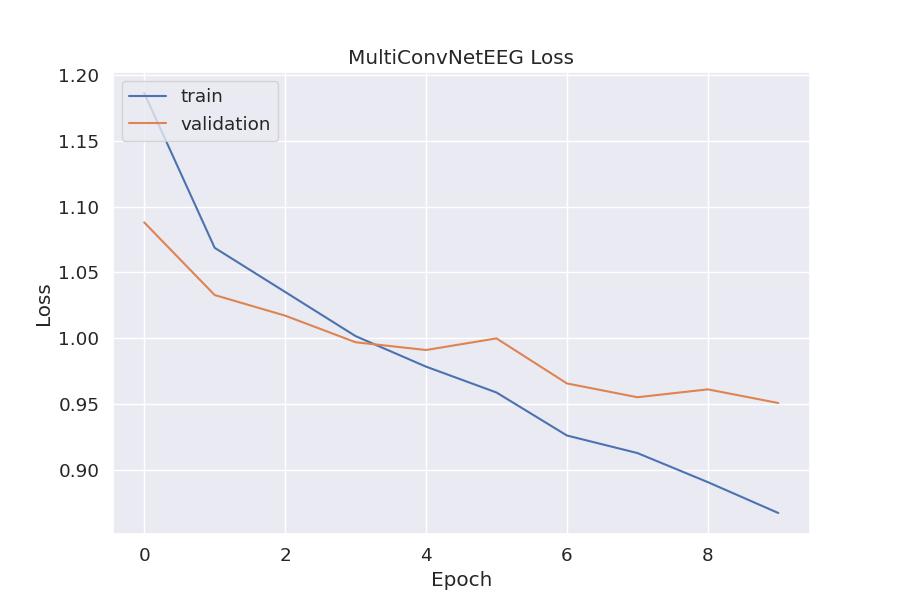 MultiConvNetEEG Loss
1.20
1.15
1.10
1.05
1.00
0.95
0.90
Loss
train
validation
0 2 4 6 8
Epoch